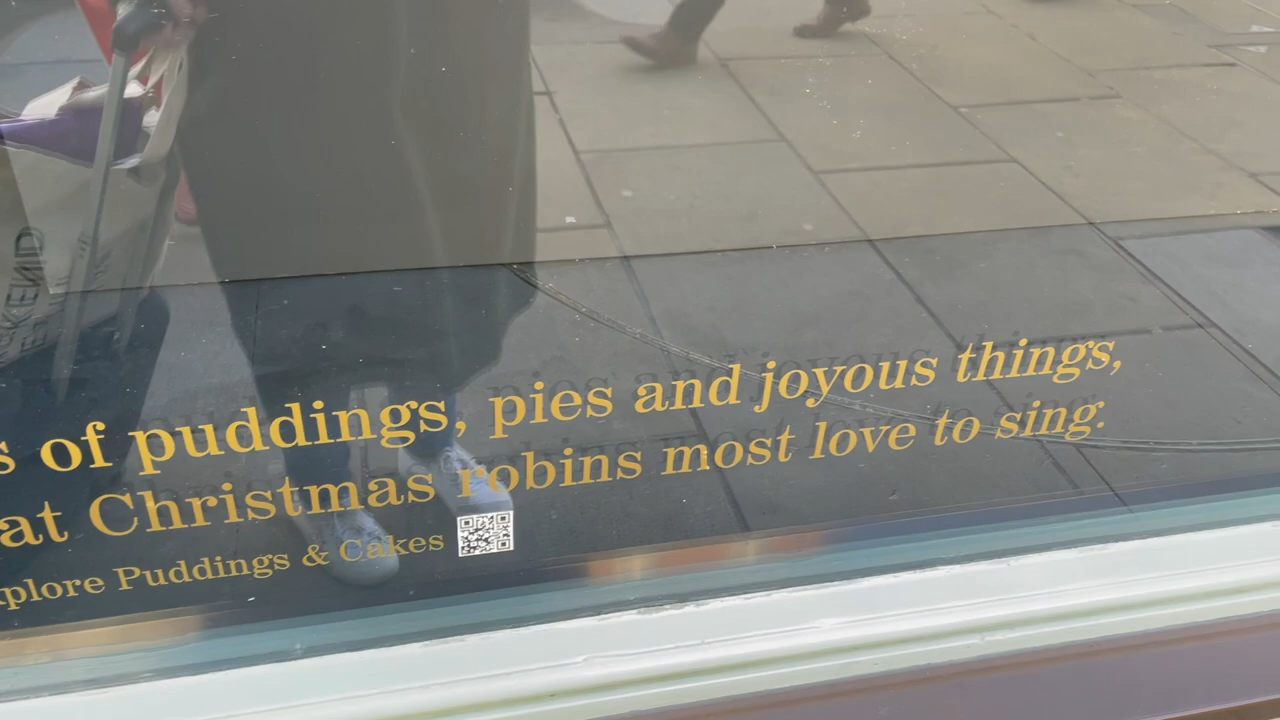 of puddings, pies and joyous things,
at Christmas robins most love to sing.
Puddings & Cakes